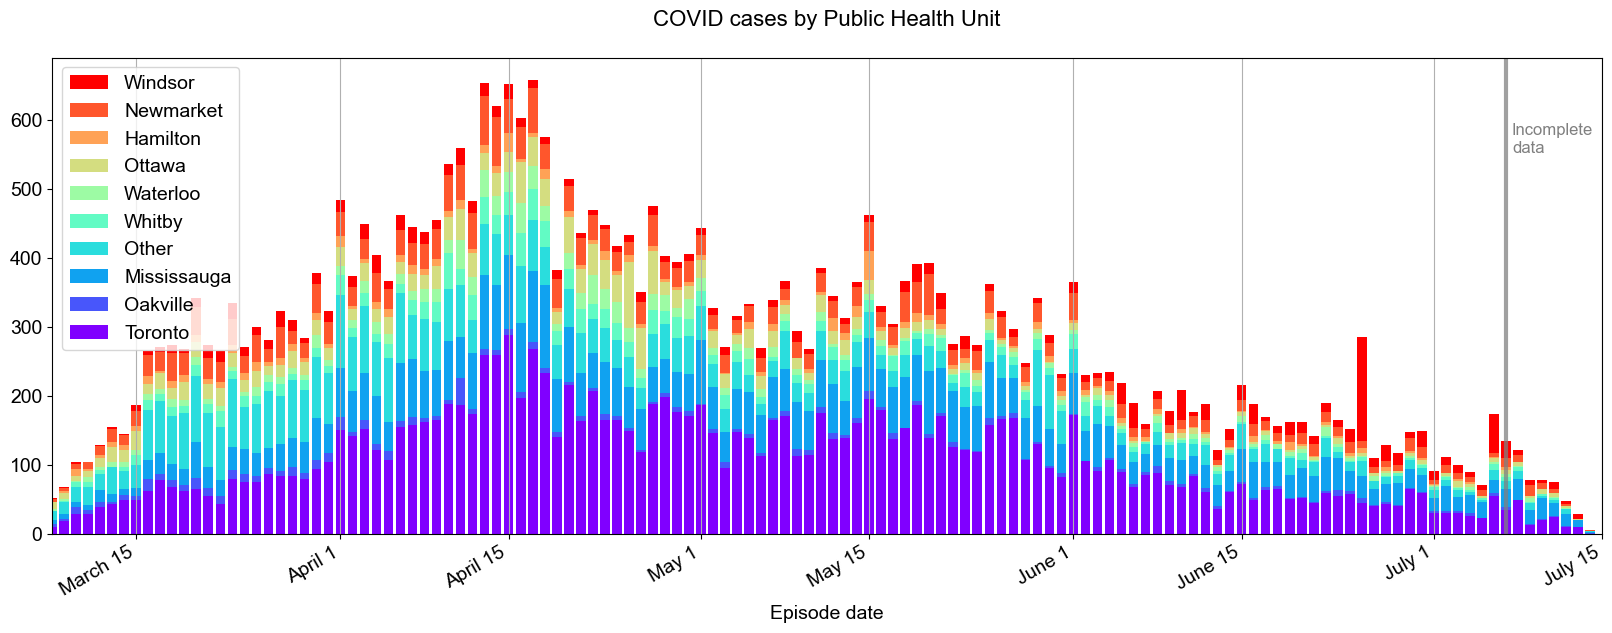 COVID cases by Public Health Unit
Windsor
Newmarket
Hamilton
Ottawa
Waterloo
Whitby
Other
Mississauga
Oakville
Toronto
Incomplete
data
600
500
400
300
200
100
0
March 15
April 1
April 15
May 1
May 15
June 1
June 15
July 1
July 15
Episode date